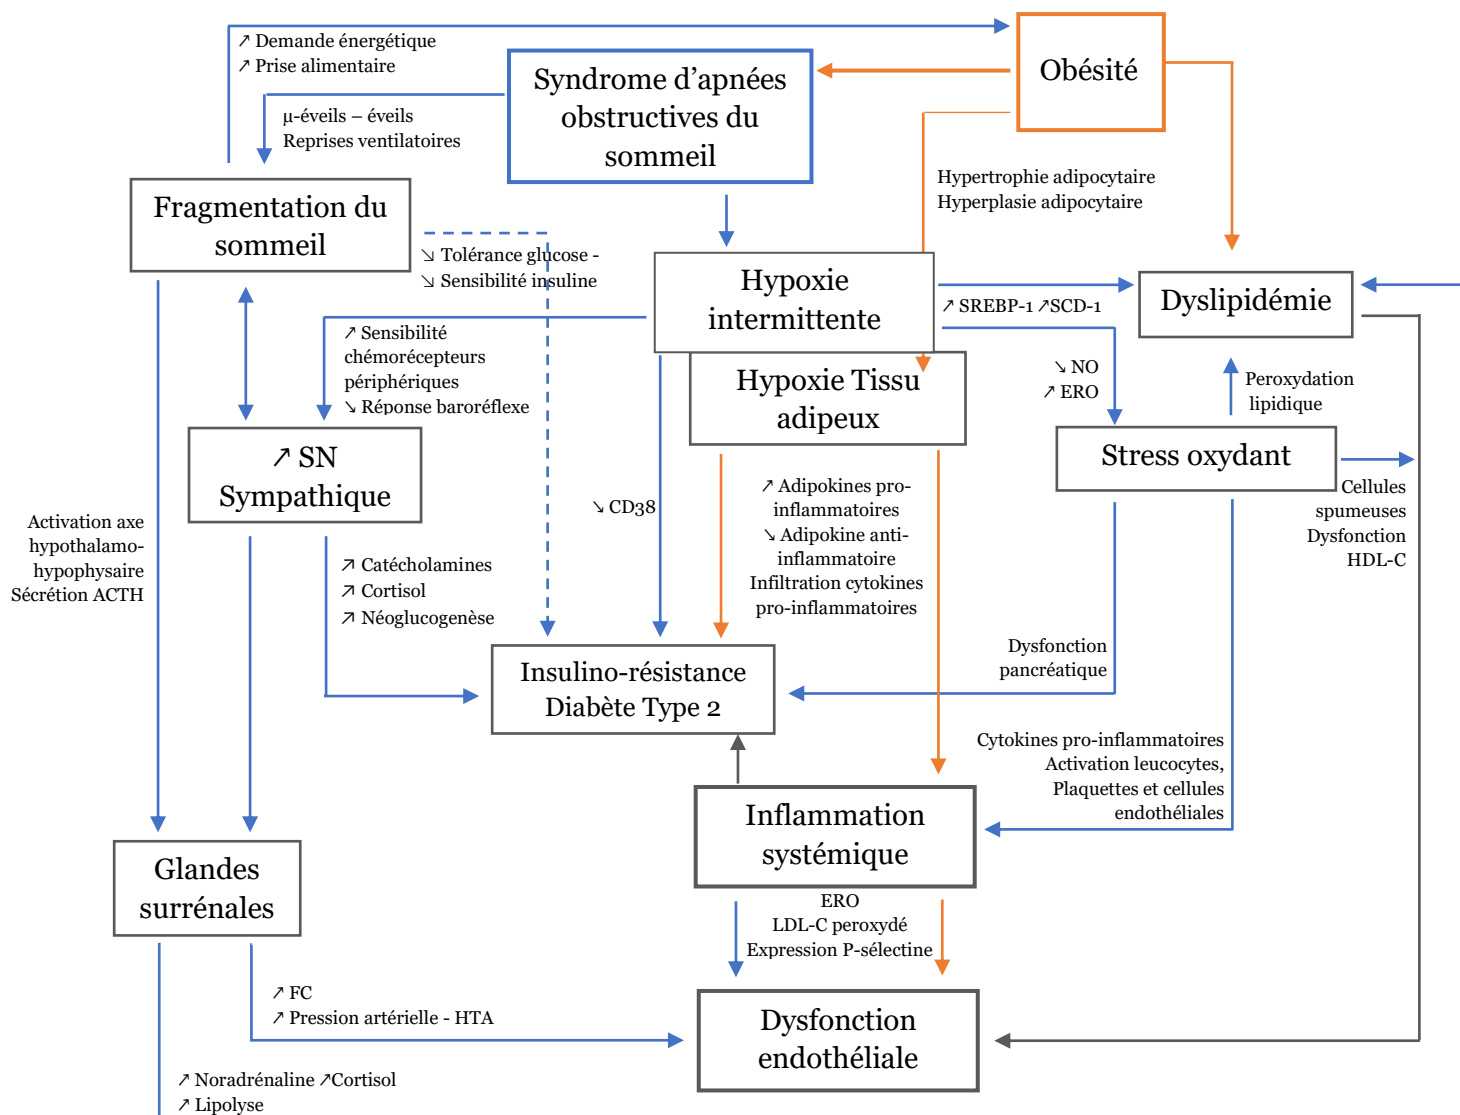 ↗ Demande énergétique
↗ Prise alimentaire
Syndrome d’apnées
obstructives du
sommeil
Obésité
µ-éveils – éveils
Reprises ventilatoires
Hypertrophie adipocytaire
Hyperplasie adipocytaire
Fragmentation du
sommeil
↘ Tolérance glucose -
↘ Sensibilité insuline
Hypoxie
intermittente
↗ SREBP-1 ↗SCD-1
Dyslipidémie
↗ Sensibilité
chémorécepteurs
périphériques
↘ Réponse baroréflexe
Hypoxie Tissu
adipeux
↘ NO
↗ ERO
Peroxydation
lipidique
↗ SN
Sympathique
Stress oxydant
↘ CD38
↗ Adipokines pro-
inflammatoires
↘ Adipokine anti-
inflammatoire
Infiltration cytokines
pro-inflammatoires
Cellules
spumeuses
Dysfonction
HDL-C
Activation axe
hypothalamo-
hypophysaire
Sécrétion ACTH
↗ Catécholamines
↗ Cortisol
↗ Néoglucogenèse
Insulino-résistance
Diabète Type 2
Dysfonction
pancréatique
Cytokines pro-inflammatoires
Activation leucocytes,
Plaquettes et cellules
endothéliales
Inflammation
systémique
Glandes
surrénales
ERO
LDL-C peroxydé
Expression P-sélectine
↗ FC
↗ Pression artérielle - HTA
Dysfonction
endothéliale
↗ Noradrénaline ↗Cortisol
↗ Lipolyse